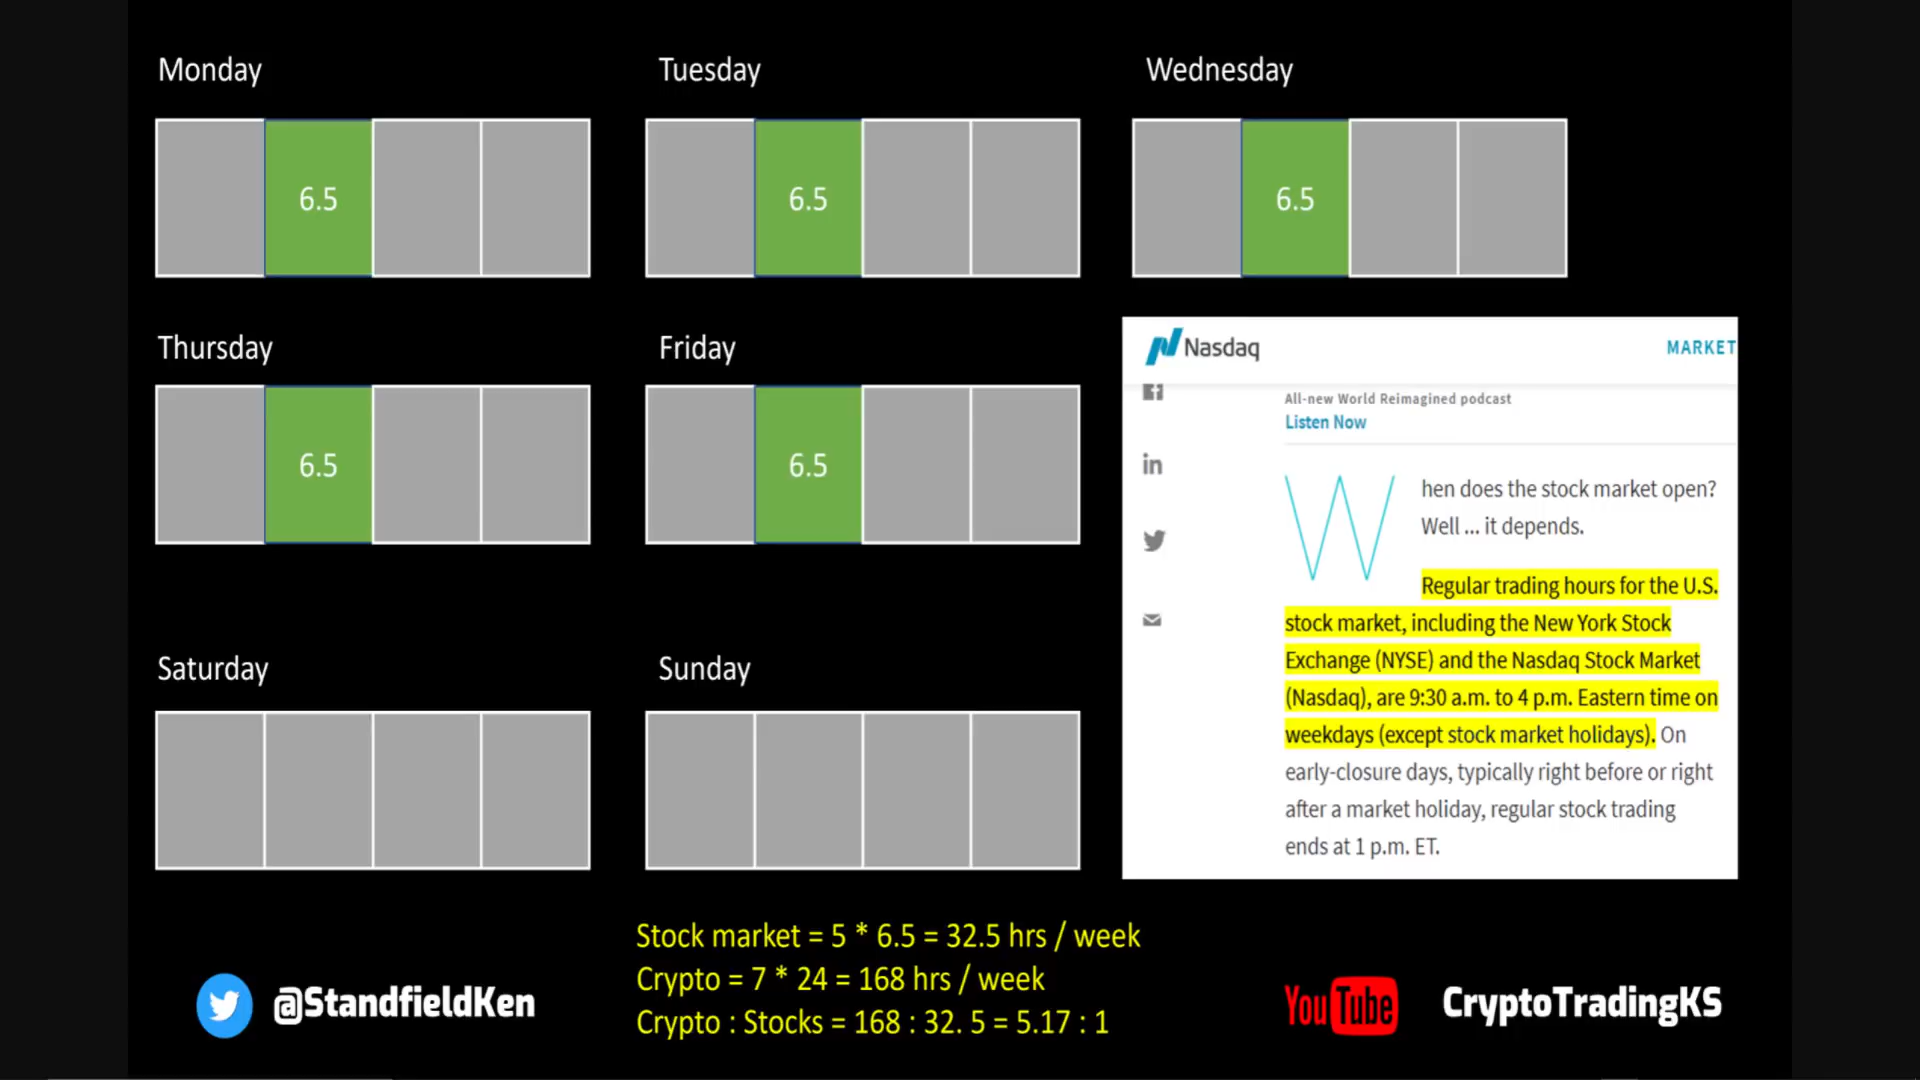 Monday
Tuesday
Wednesday
6.5
6.5
6.5
Thursday
Friday
6.5
6.5
Nasdaq
MARKET
All-new World Reimagined podcast
Listen Now
When does the stock market open?
Well ... it depends.
Regular trading hours for the U.S.
stock market, including the New York Stock
Exchange (NYSE) and the Nasdaq Stock Market
(Nasdaq), are 9:30 a.m. to 4 p.m. Eastern time on
weekdays (except stock market holidays). On
early-closure days, typically right before or right
after a market holiday, regular stock trading
ends at 1 p.m. ET.
Saturday
Sunday
Stock market = 5 * 6.5 = 32.5 hrs / week
Crypto = 7 * 24 = 168 hrs / week
Crypto : Stocks = 168 : 32. 5 = 5.17 : 1
@StandfieldKen
YouTube
CryptoTradingKS